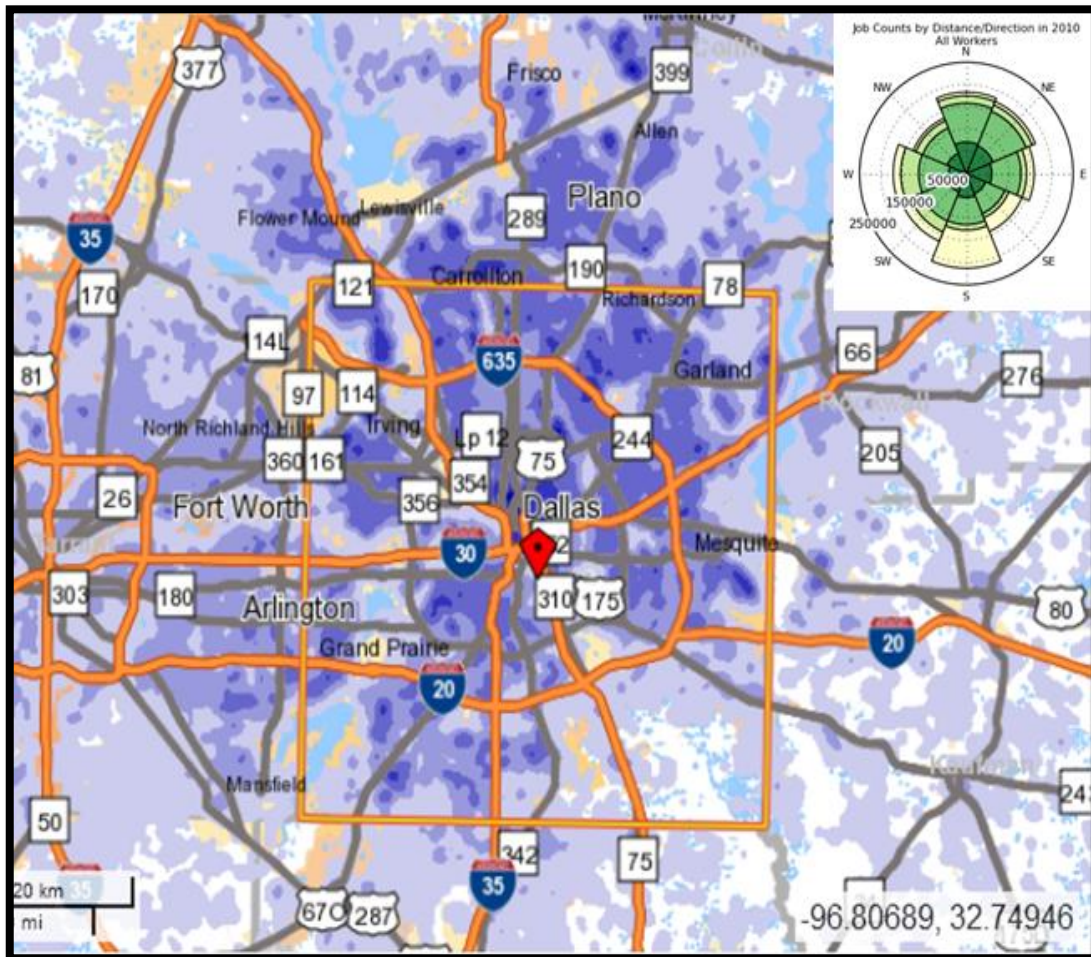 Job Counts by Distance/Direction in 2010
All Workers
N
NW
NE
W
E
50000
150000
250000
SW
SE
S
377
Frisco
399
Allen
Plano
Flower Mound
Lewisville
289
35
170
121
Carrollton
190
78
Richardson
114L
635
66
81
Garland
276
97
114
Rockwall
North Richland Hills
Irving
Lp 12
244
75
205
360
161
354
26
Fort Worth
356
Dallas
30
Mesquite
303
180
310
175
80
Arlington
Grand Prairie
20
20
Mansfield
Kaufman
50
342
75
35
35
20 km
mi
67O
287
-96.80689, 32.74946